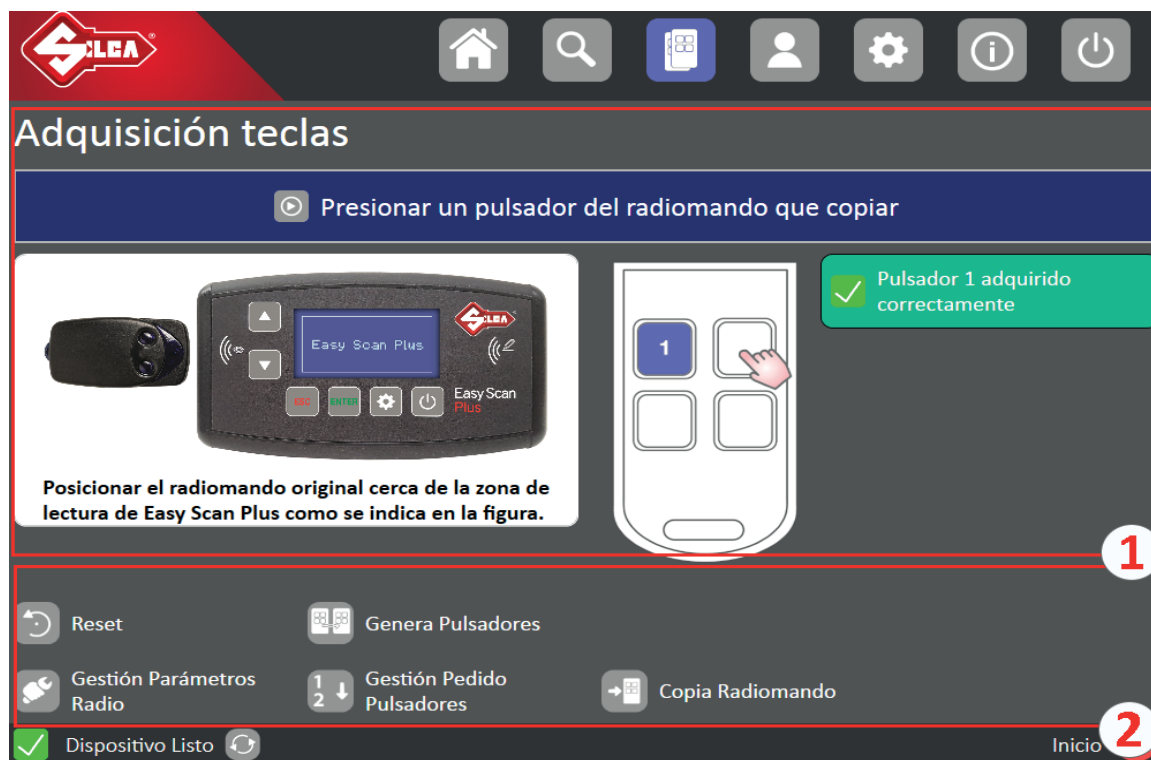 SILCA
Adquisición teclas
Presionar un pulsador del radiomando que copiar
Pulsador 1 adquirido
correctamente
SILCA
Easy Scan Plus
ESC ENTER
EasyScan
Plus
1
Posicionar el radiomando original cerca de la zona de
lectura de Easy Scan Plus como se indica en la figura.
1
Reset
Genera Pulsadores
Gestión Parámetros
Radio
1
2
Gestión Pedido
Pulsadores
Copia Radiomando
Dispositivo Listo
Inicio
2